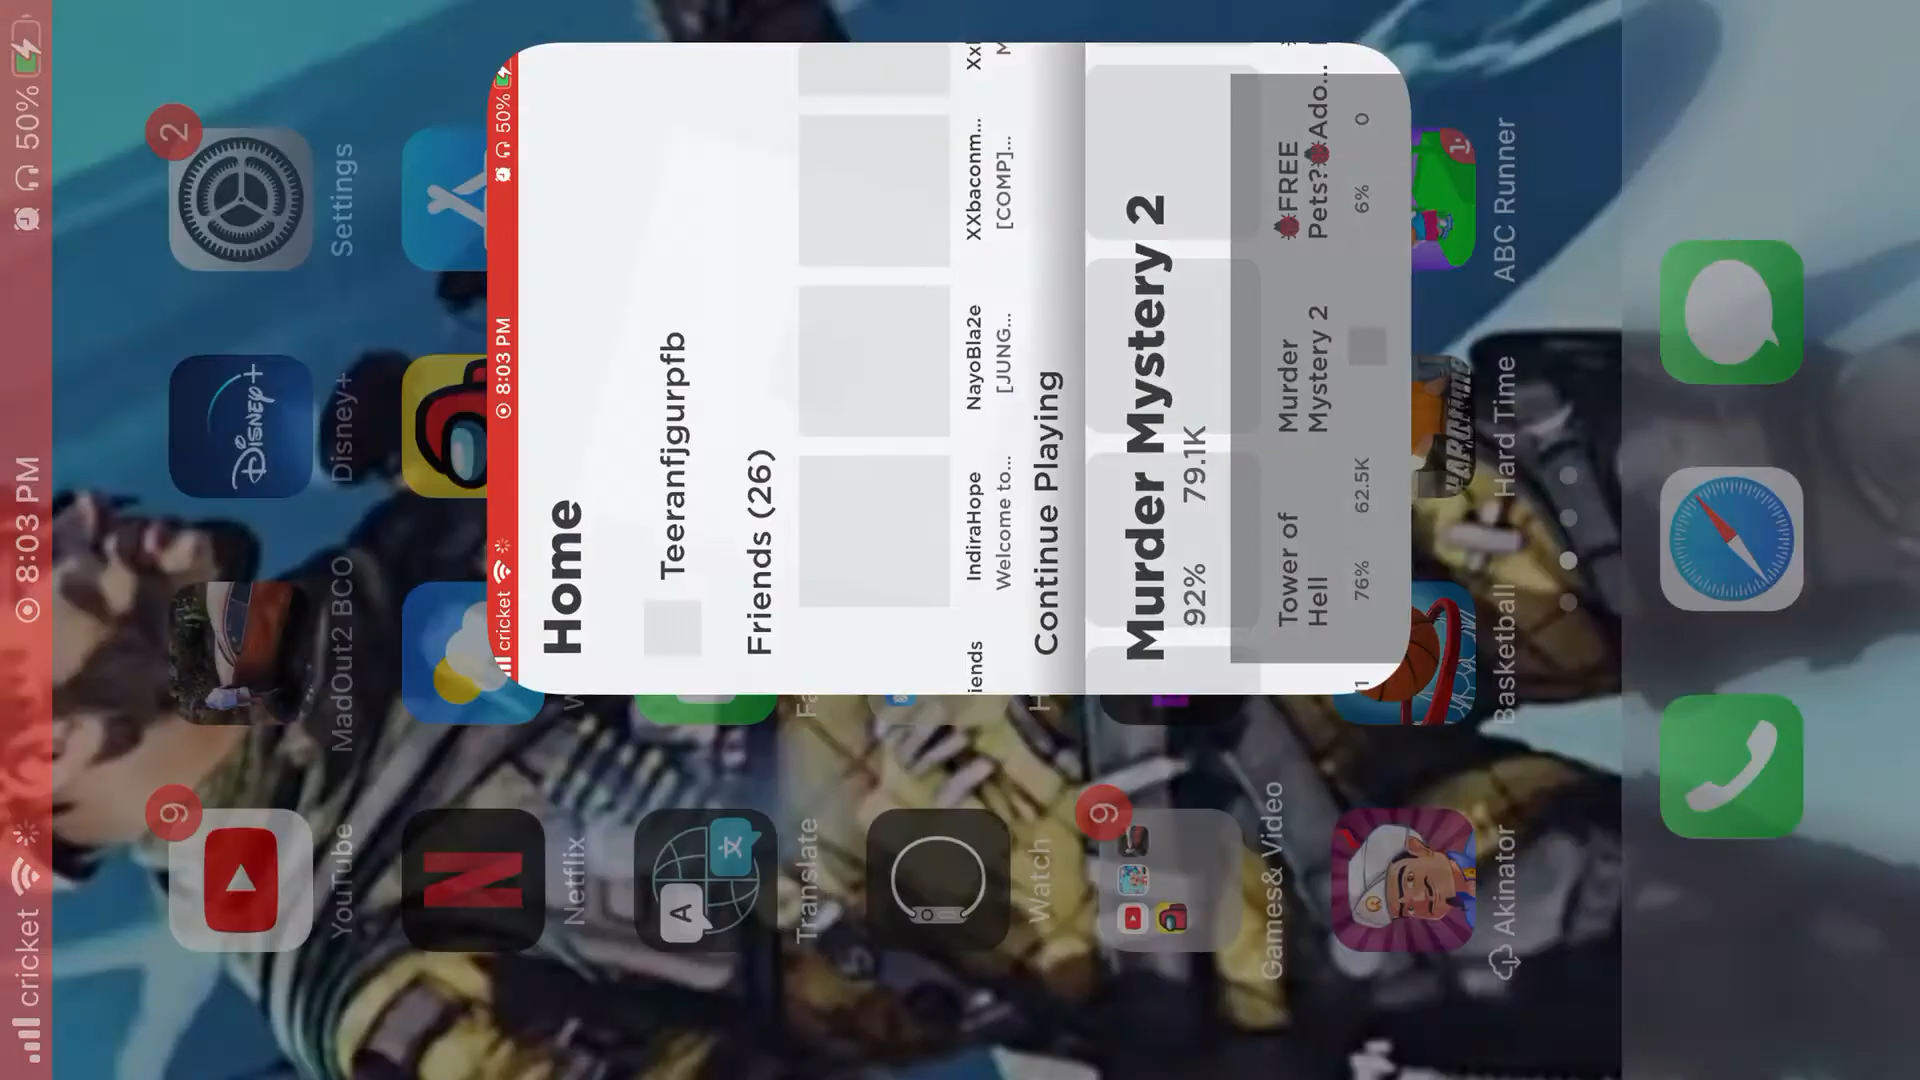 cricket 8:03 PM 50%
9
2
YouTube MadOut2 BCO Disney+ Settings
NETFLIX
Netflix
A 文
Translate
Watch
9
Games& Video
Akinator Basketball Hard Time ABC Runner
cricket 8:03 PM 50%
Home
Teeranfjgurpfb
Friends (26)
iends IndiraHope NayoBla2e XXbaconm...
Welcome to... [JUNG... [COMP]...
Continue Playing
Murder Mystery 2
92% 79.1K
Tower of Hell
76% 62.5K
Murder Mystery 2
FREE
Pets? Ado...
6% 0